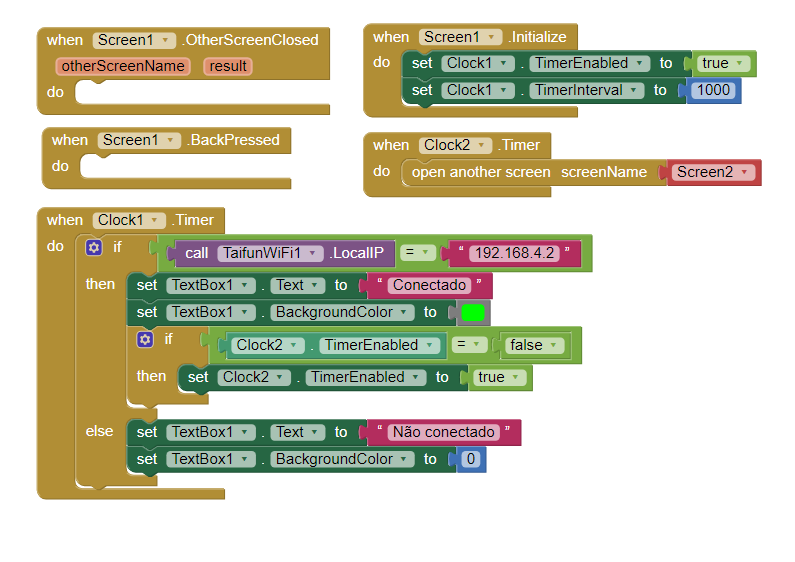 when Screen1 .OtherScreenClosed
otherScreenName result
do
when Screen1 .BackPressed
do
when Screen1 .Initialize
do set Clock1 . TimerEnabled to true
set Clock1 . TimerInterval to 1000
when Clock2 .Timer
do open another screen screenName Screen2
when Clock1 .Timer
do if call TaifunWiFi1 .LocalIP = “ 192.168.4.2 ”
then set TextBox1 . Text to “ Conectado ”
set TextBox1 . BackgroundColor to
if Clock2 . TimerEnabled = false
then set Clock2 . TimerEnabled to true
else set TextBox1 . Text to “ Não conectado ”
set TextBox1 . BackgroundColor to 0